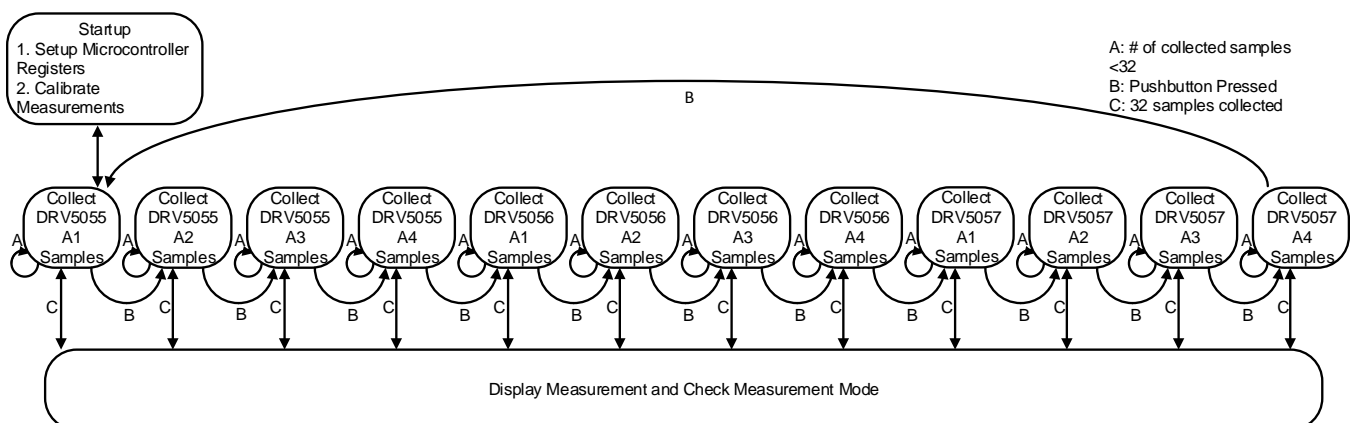 Startup
1. Setup Microcontroller
Registers
2. Calibrate
Measurements
A: # of collected samples
<32
B: Pushbutton Pressed
C: 32 samples collected
B
Collect
DRV5055
A1
Samples
Collect
DRV5055
A2
Samples
Collect
DRV5055
A3
Samples
Collect
DRV5055
A4
Samples
Collect
DRV5056
A1
Samples
Collect
DRV5056
A2
Samples
Collect
DRV5056
A3
Samples
Collect
DRV5056
A4
Samples
Collect
DRV5057
A1
Samples
Collect
DRV5057
A2
Samples
Collect
DRV5057
A3
Samples
Collect
DRV5057
A4
Samples
A
A
A
A
A
A
A
A
A
A
A
A
C
B
C
B
C
B
C
B
C
B
C
B
C
B
C
B
C
B
C
B
C
B
C
Display Measurement and Check Measurement Mode